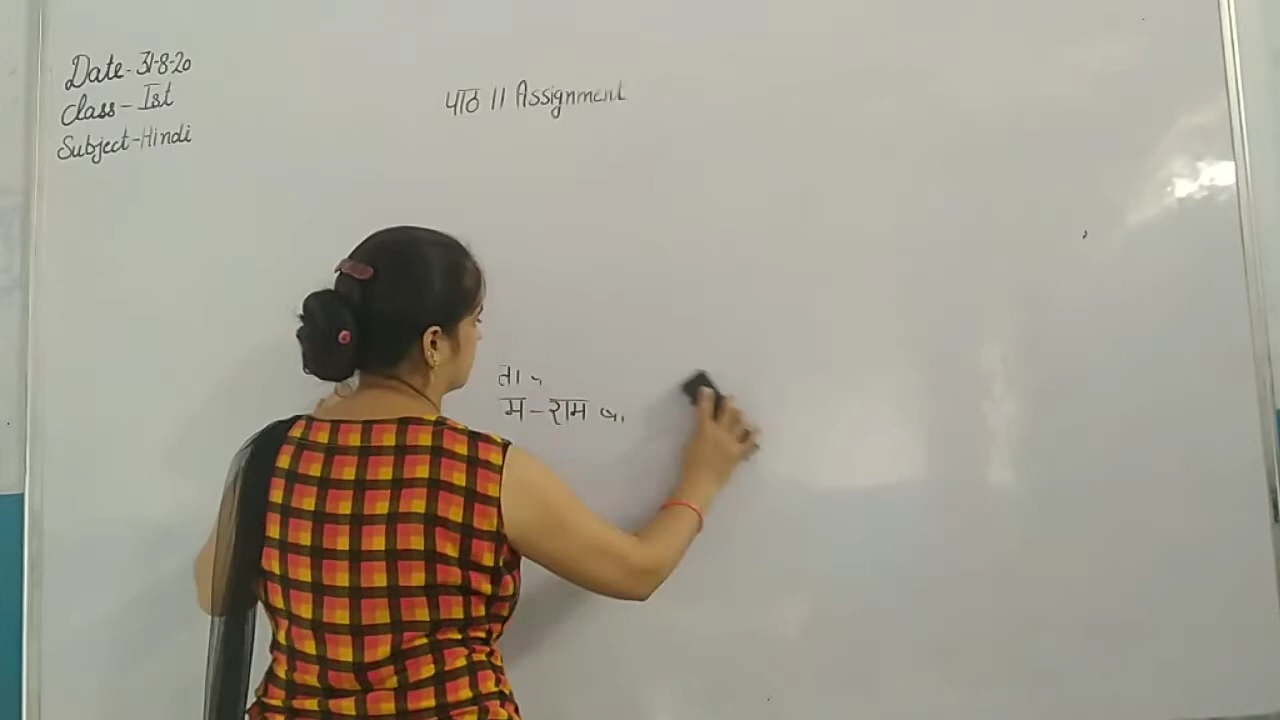 Date-31-8-20
Class-Ist
Subject-Hindi
पाठ 11 Assignment
ता
म-राम